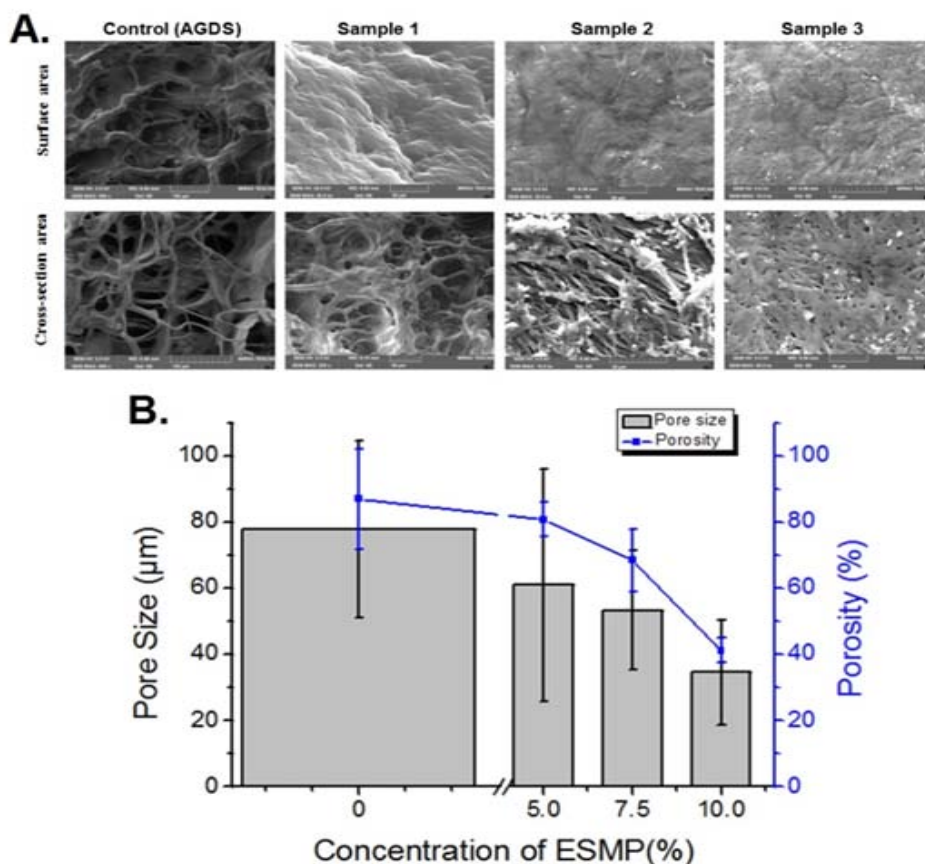 A.
Control (AGDS) Sample 1 Sample 2 Sample 3
Surface area
Cross-section area
B.
Pore size
Porosity
Pore Size (µm)
100
80
60
40
20
0
Porosity (%)
100
80
60
40
20
0
0 5.0 7.5 10.0
Concentration of ESMP(%)